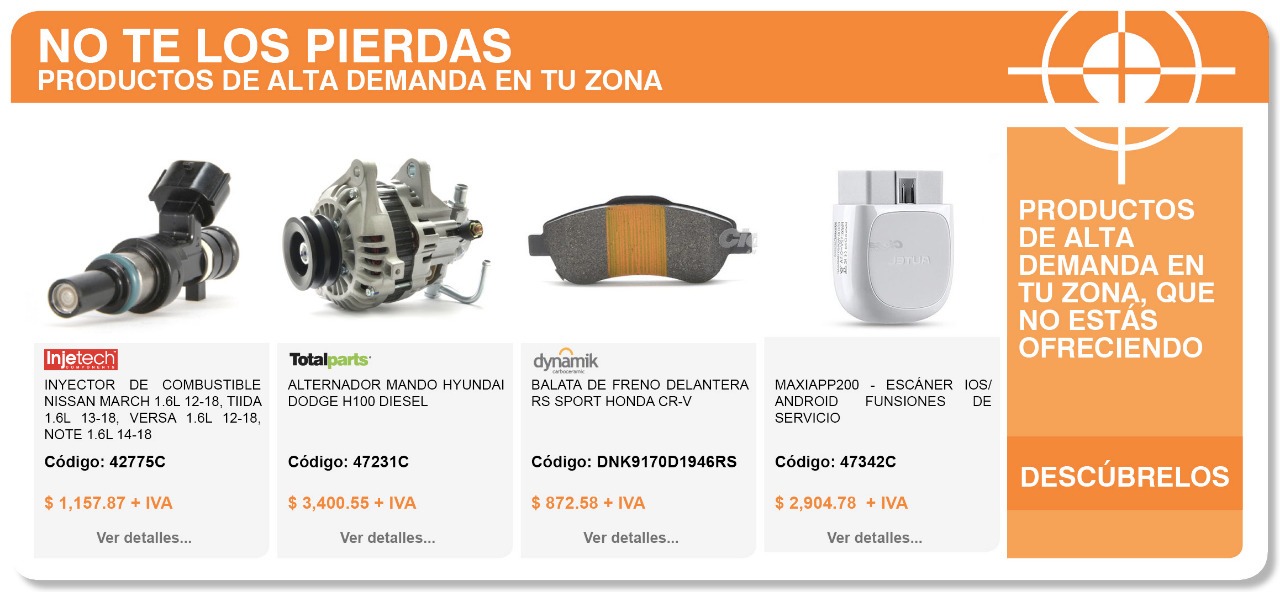 NO TE LOS PIERDAS
PRODUCTOS DE ALTA DEMANDA EN TU ZONA
Injetech
COMPONENTS
INYECTOR DE COMBUSTIBLE
NISSAN MARCH 1.6L 12-18, TIIDA
1.6L 13-18, VERSA 1.6L 12-18,
NOTE 1.6L 14-18
Código: 42775C
$ 1,157.87 + IVA
Ver detalles...
Totalparts
ALTERNADOR MANDO HYUNDAI
DODGE H100 DIESEL
Código: 47231C
$ 3,400.55 + IVA
Ver detalles...
dynamik
carboceramic
BALATA DE FRENO DELANTERA
RS SPORT HONDA CR-V
Código: DNK9170D1946RS
$ 872.58 + IVA
Ver detalles...
AUTEL
MAXIAPP200 - ESCÁNER IOS/
ANDROID FUNSIONES DE
SERVICIO
Código: 47342C
$ 2,904.78 + IVA
Ver detalles...
PRODUCTOS
DE ALTA
DEMANDA EN
TU ZONA, QUE
NO ESTÁS
OFRECIENDO
DESCÚBRELOS